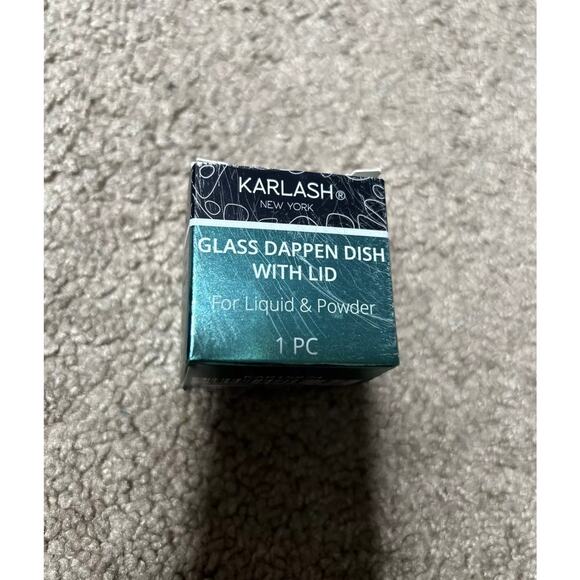 KARLASH®
NEW YORK
GLASS DAPPEN DISH
WITH LID
For Liquid & Powder
1 PC